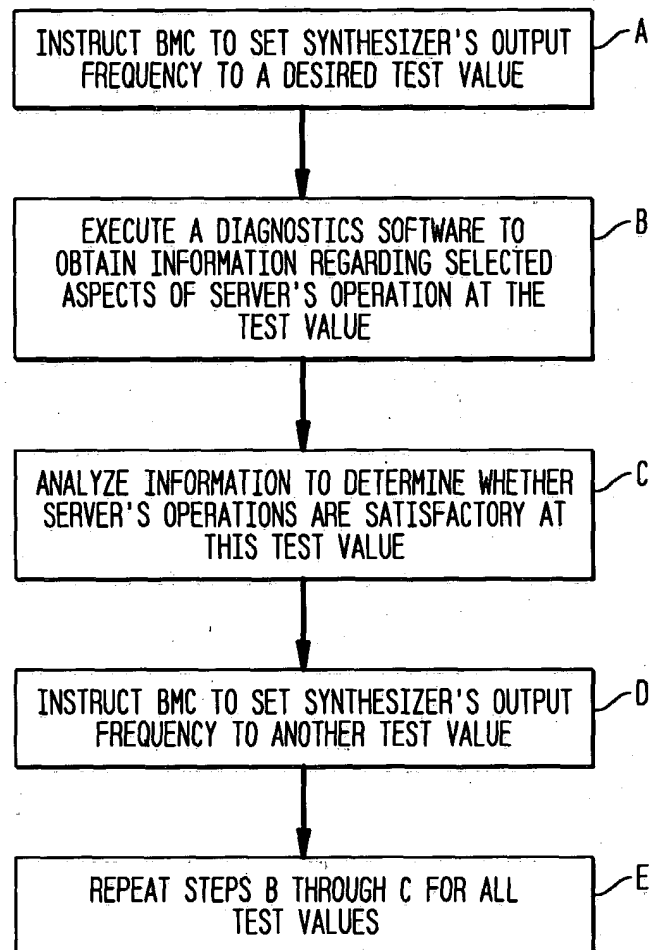 INSTRUCT BMC TO SET SYNTHESIZER'S OUTPUT
FREQUENCY TO A DESIRED TEST VALUE
A
EXECUTE A DIAGNOSTICS SOFTWARE TO
OBTAIN INFORMATION REGARDING SELECTED
ASPECTS OF SERVER'S OPERATION AT THE
TEST VALUE
B
ANALYZE INFORMATION TO DETERMINE WHETHER
SERVER'S OPERATIONS ARE SATISFACTORY AT
THIS TEST VALUE
C
INSTRUCT BMC TO SET SYNTHESIZER'S OUTPUT
FREQUENCY TO ANOTHER TEST VALUE
D
REPEAT STEPS B THROUGH C FOR ALL
TEST VALUES
E